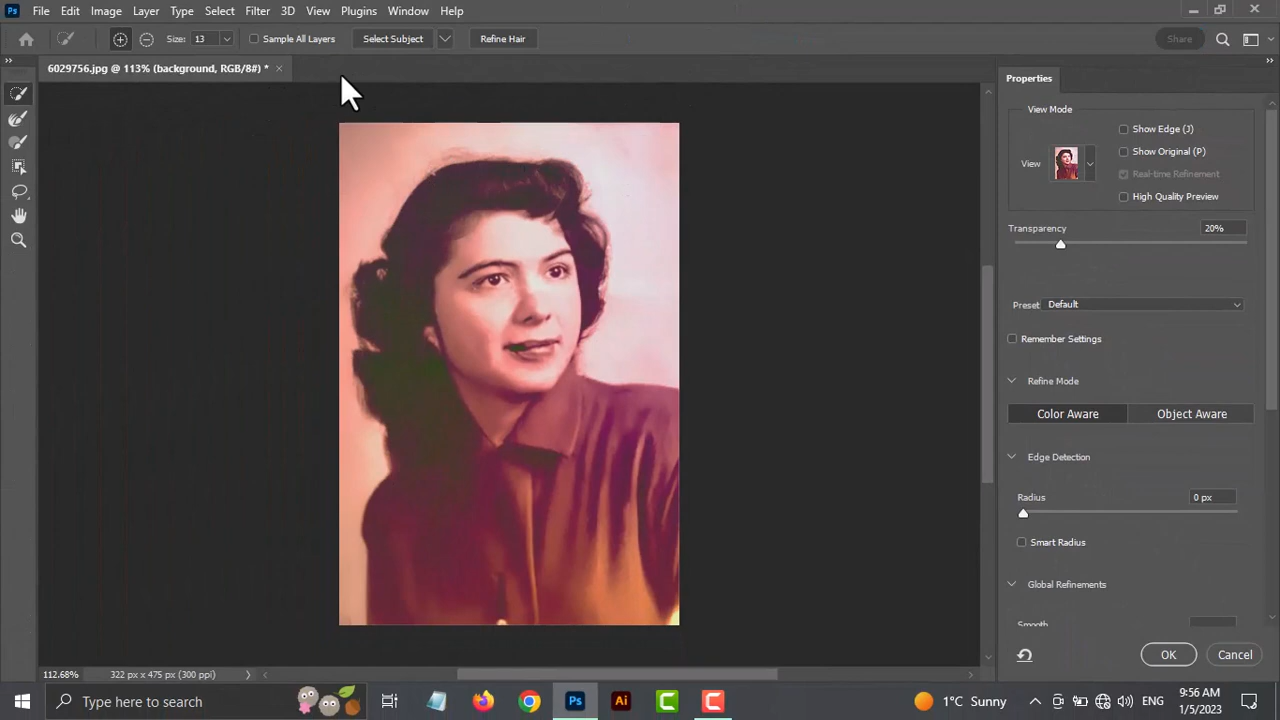 Ps File Edit Image Layer Type Select Filter 3D View Plugins Window Help
Size: 13 Sample All Layers Select Subject Refine Hair Share
6029756.jpg @ 113% (background, RGB/8#) * ×
Properties
View Mode
Show Edge (J)
View Show Original (P)
Real-time Refinement
High Quality Preview
Transparency 20%
Preset: Default
Remember Settings
Refine Mode
Color Aware Object Aware
Edge Detection
Radius 0 px
Smart Radius
Global Refinements
Smooth
OK Cancel
112.68% 322 px x 475 px (300 ppi)
Type here to search Ps Ai 1°C Sunny ENG 9:56 AM
1/5/2023